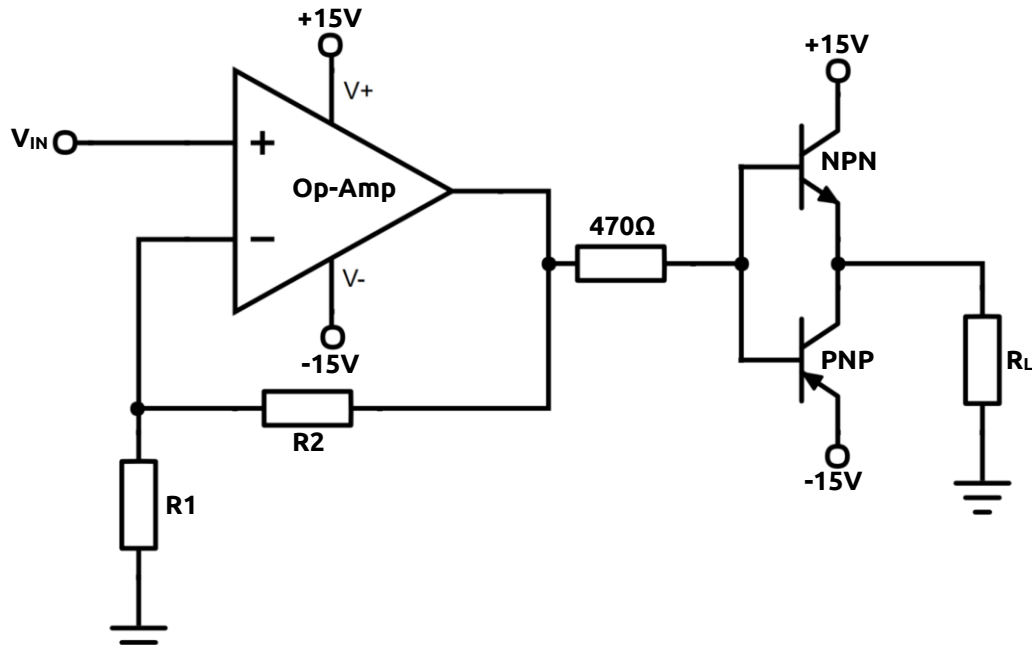 +15V
V+
VIN
+
Op-Amp
−
V-
-15V
R2
R1
470Ω
+15V
NPN
PNP
-15V
RL